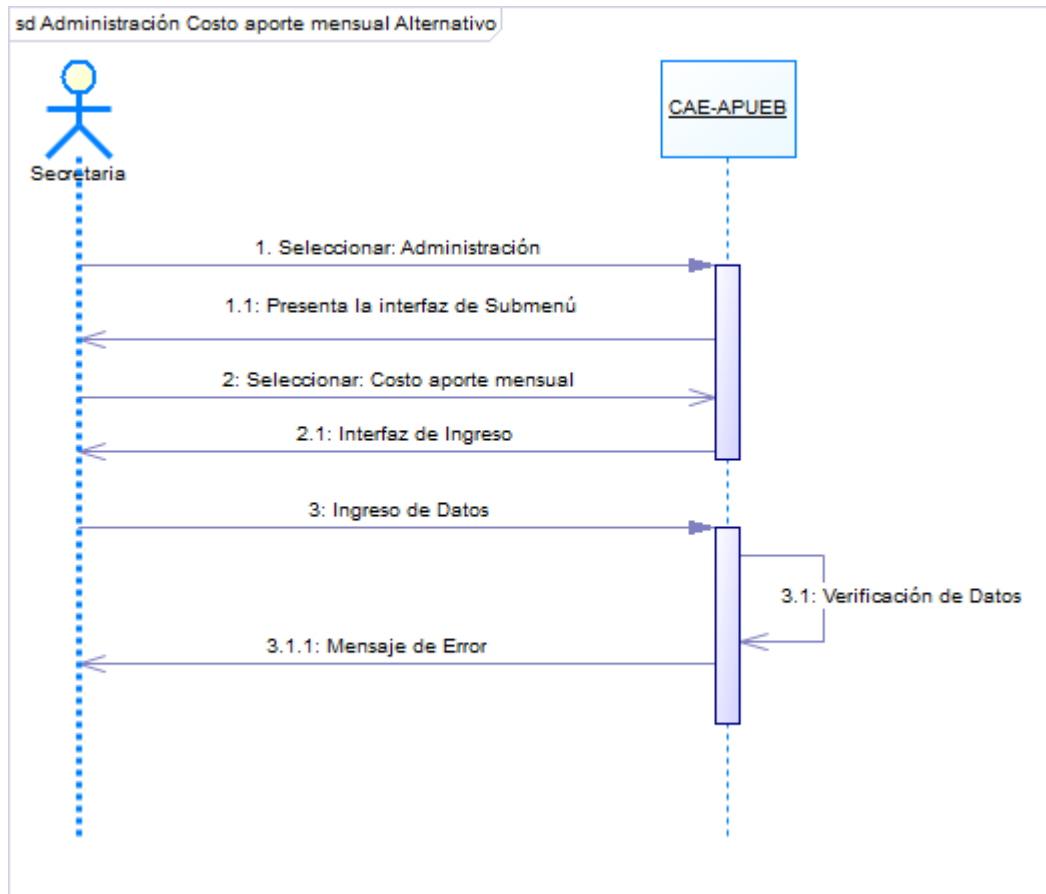 sd Administración Costo aporte mensual Alternativo
CAE-APUEB
Secretaria
1. Seleccionar: Administración
1.1: Presenta la interfaz de Submenú
2: Seleccionar: Costo aporte mensual
2.1: Interfaz de Ingreso
3: Ingreso de Datos
3.1: Verificación de Datos
3.1.1: Mensaje de Error